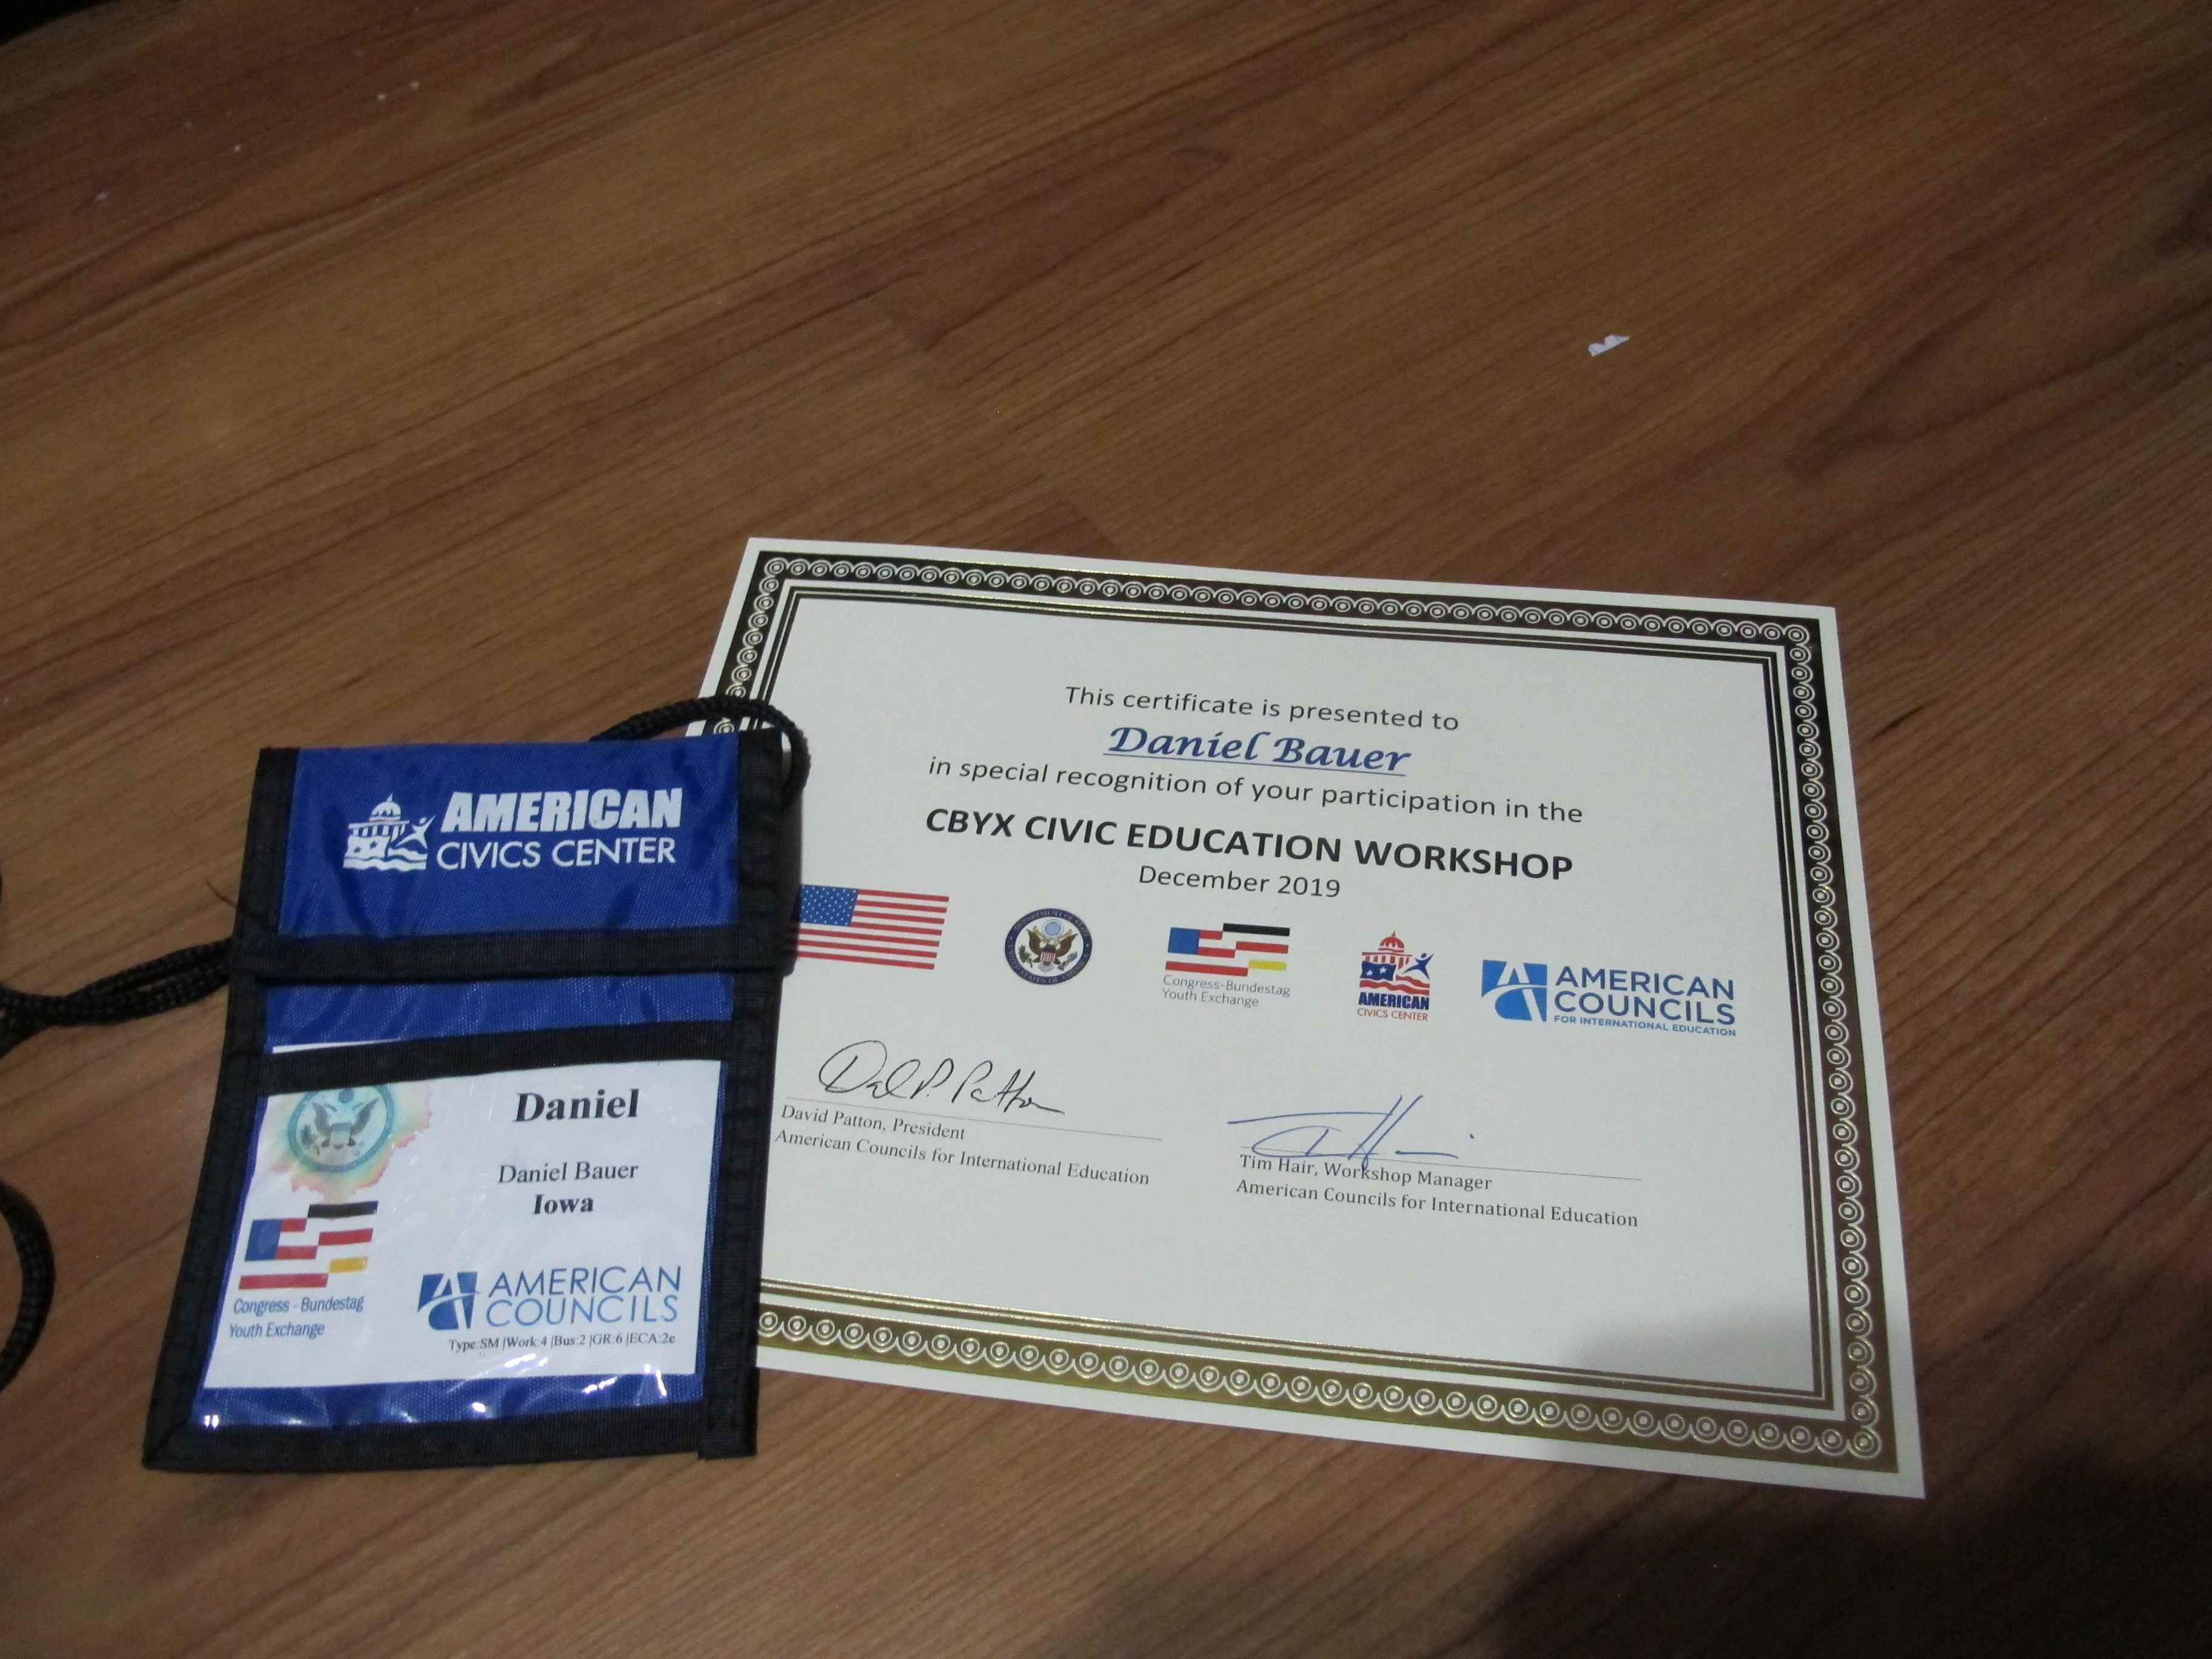 AMERICAN
CIVICS CENTER
Daniel
Daniel Bauer
Iowa
Congress - Bundestag
Youth Exchange
AMERICAN
COUNCILS
Type:SM |Work:4 |Bus:2 |GR:6 |ECA:2e
This certificate is presented to
Daniel Bauer
in special recognition of your participation in the
CBYX CIVIC EDUCATION WORKSHOP
December 2019
Congress-Bundestag
Youth Exchange
AMERICAN
CIVICS CENTER
AMERICAN
COUNCILS
FOR INTERNATIONAL EDUCATION
David Patton, President
American Councils for International Education
Tim Hair, Workshop Manager
American Councils for International Education